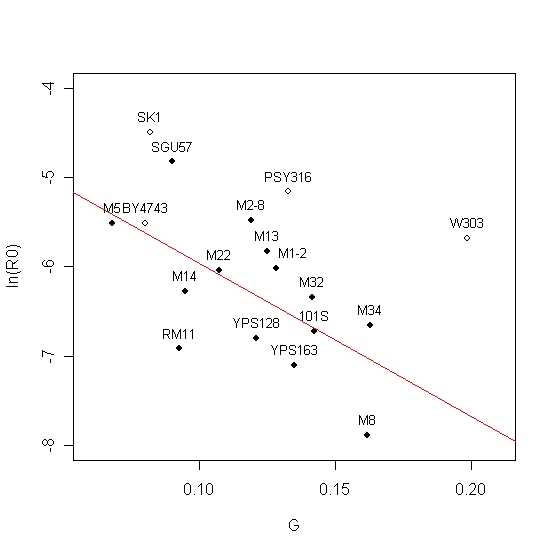 -4
SK1
SGU57
-5
PSY316
M5 BY4743
M2-8
W303
M13
ln(R0)
M22
M1-2
-6
M14
M32
M34
101S
YPS128
RM11
YPS163
-7
M8
-8
0.10
0.15
0.20
G